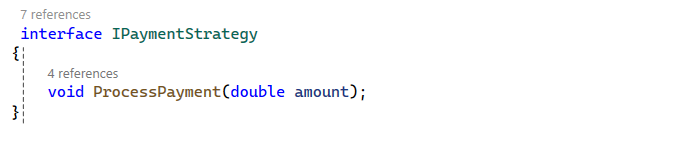 7 references
interface IPaymentStrategy
{
4 references
void ProcessPayment(double amount);
}